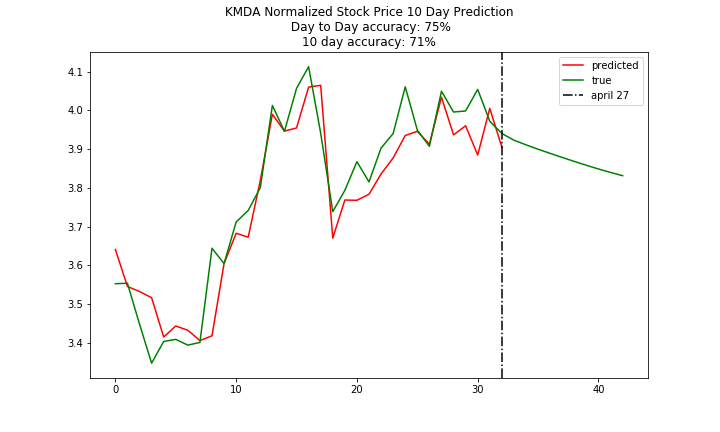 KMDA Normalized Stock Price 10 Day Prediction
Day to Day accuracy: 75%
10 day accuracy: 71%
predicted
true
april 27
4.1
4.0
3.9
3.8
3.7
3.6
3.5
3.4
0 10 20 30 40